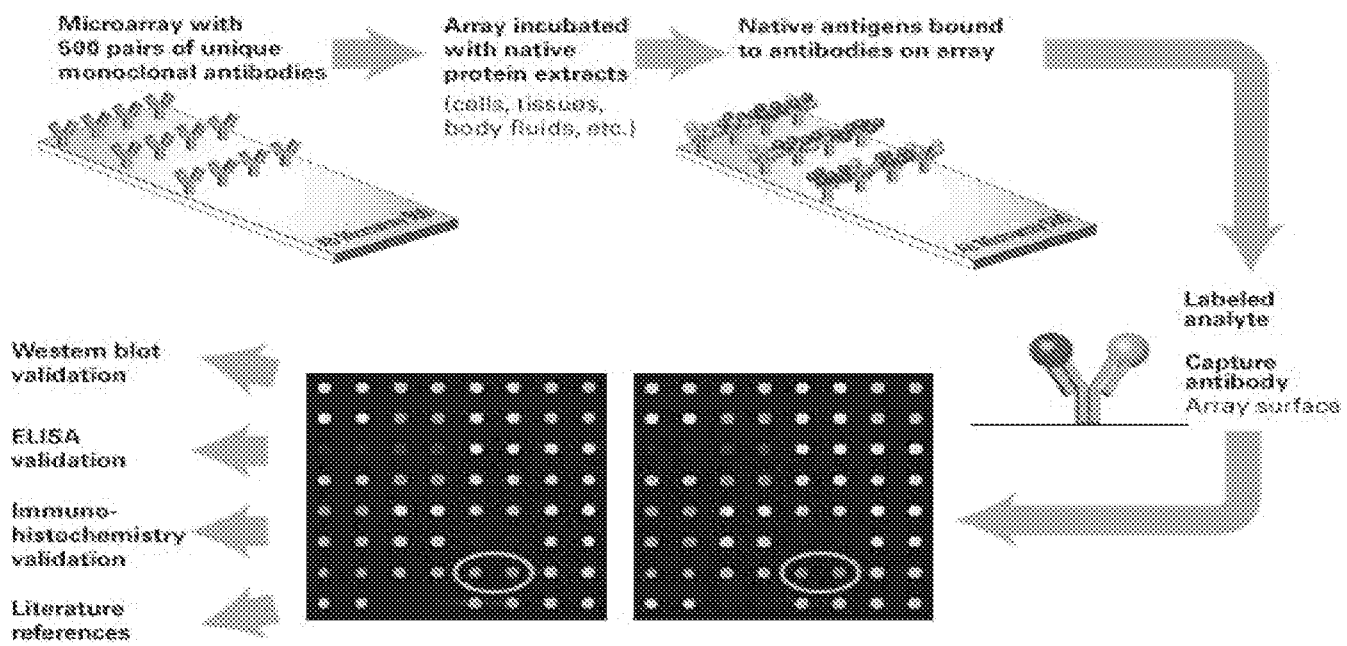 Microarray with
500 pairs of unique
monoclonal antibodies
Array incubated
with native
protein extracts
(cells, tissues,
body fluids, etc.)
Native antigens bound
to antibodies on array
Labeled
analyte
Capture
antibody
Array surface
Western blot
validation
ELISA
validation
Immuno-
histochemistry
validation
Literature
references